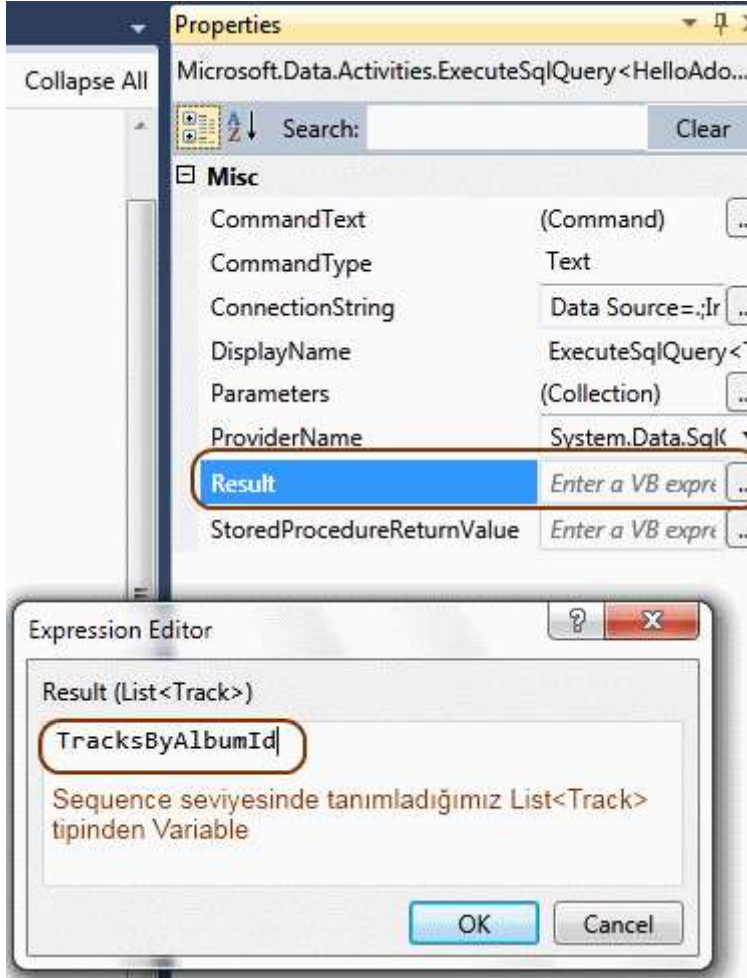 Properties
Collapse All
Microsoft.Data.Activities.ExecuteSqlQuery<HelloAdo...
Search:
Clear
Misc
CommandText (Command) ...
CommandType Text
ConnectionString Data Source=.;Ir ...
DisplayName ExecuteSqlQuery<T
Parameters (Collection) ...
ProviderName System.Data.SqlC
Result Enter a VB expre ...
StoredProcedureReturnValue Enter a VB expre ...
Expression Editor
Result (List<Track>)
TracksByAlbumId
Sequence seviyesinde tanımladığımız List<Track>
tipinden Variable
OK Cancel